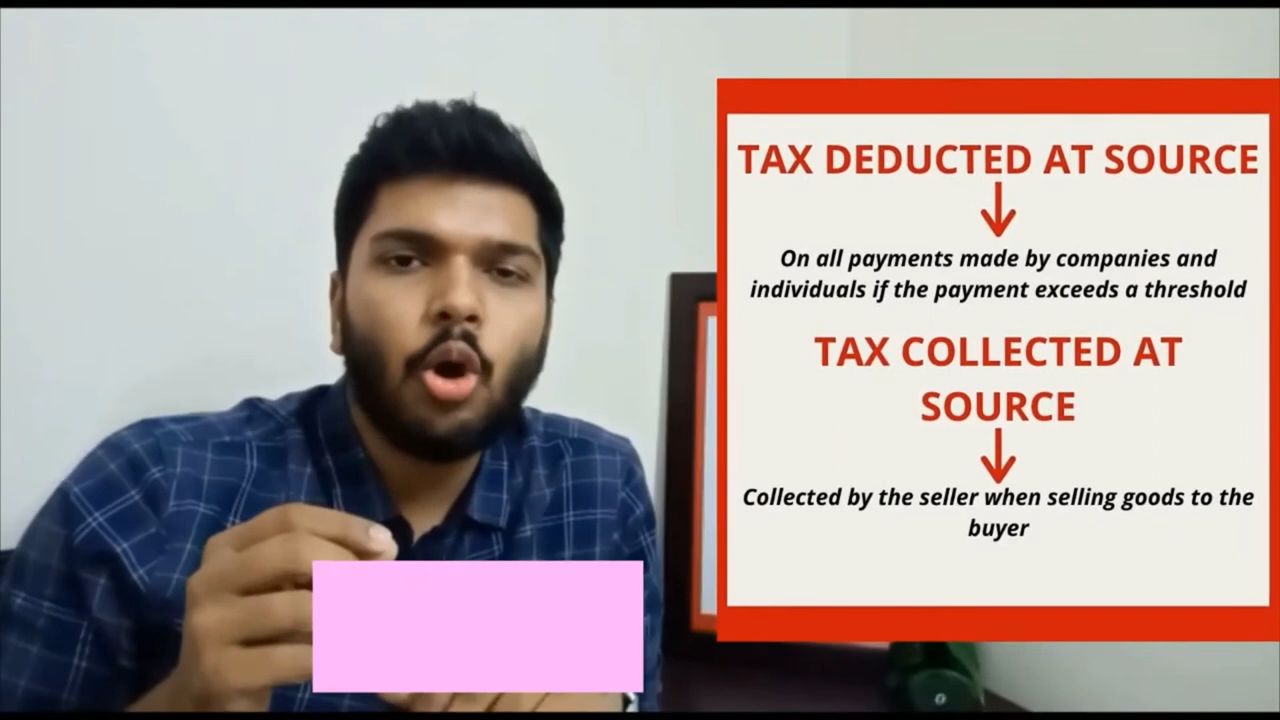 TAX DEDUCTED AT SOURCE
On all payments made by companies and
individuals if the payment exceeds a threshold
TAX COLLECTED AT
SOURCE
Collected by the seller when selling goods to the
buyer